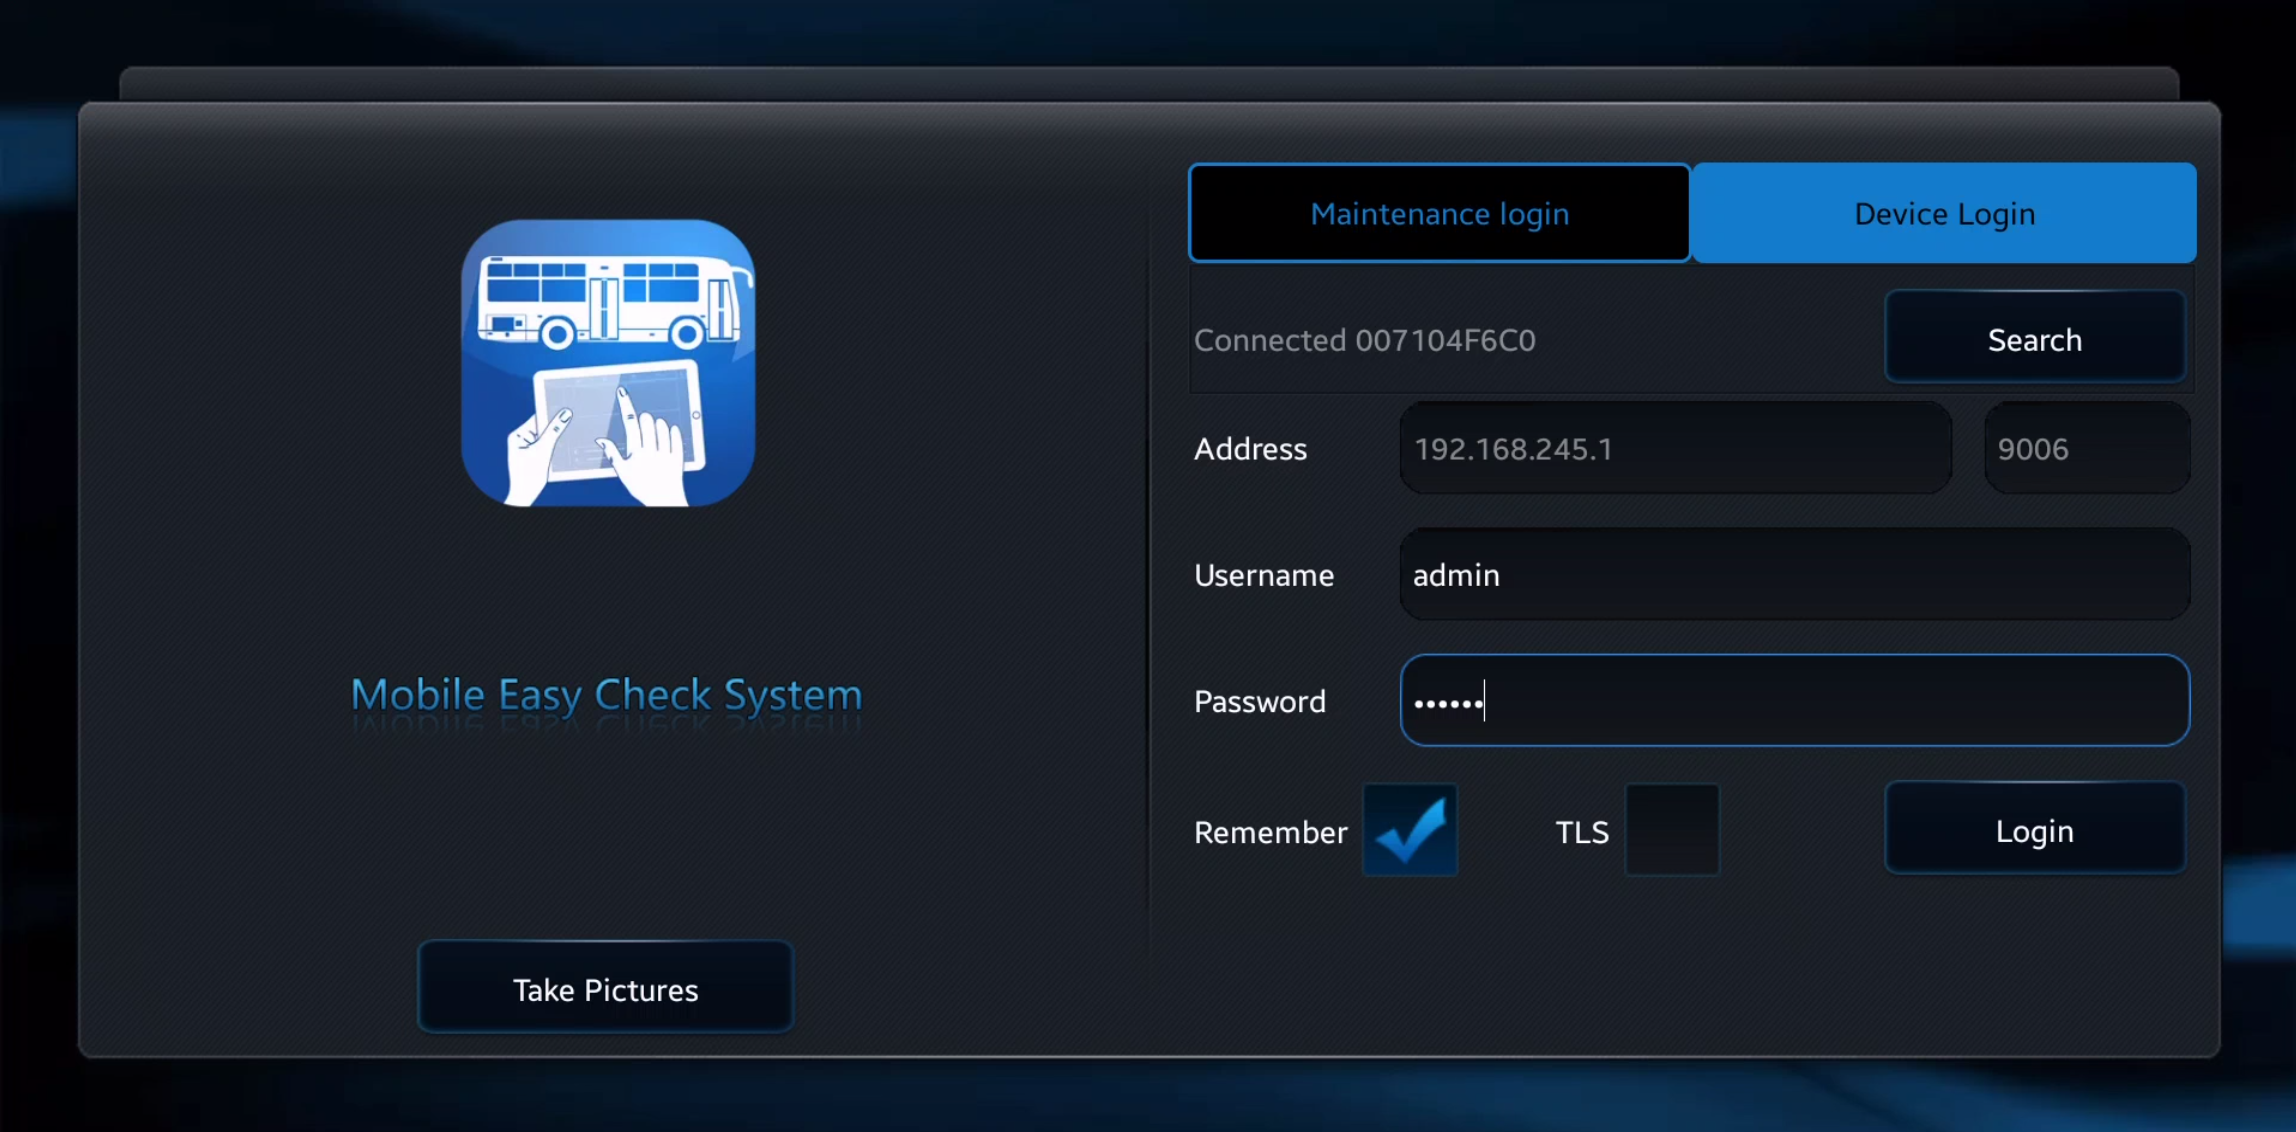 Maintenance login
Device Login
Connected 007104F6C0
Search
Address
192.168.245.1
9006
Username
admin
Password
••••••
Remember
TLS
Login
Mobile Easy Check System
Take Pictures